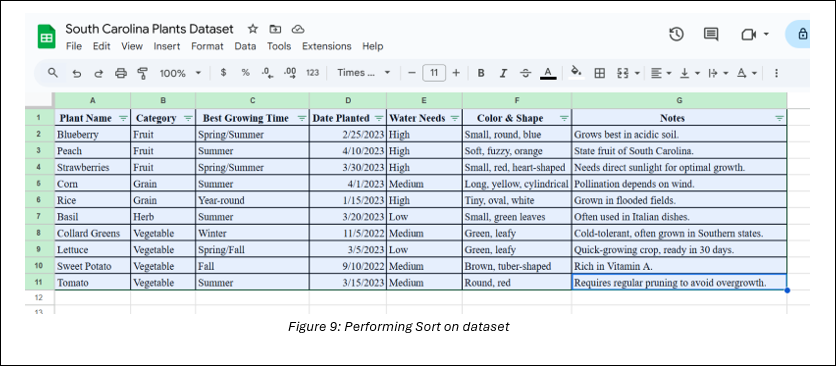 South Carolina Plants Dataset
File Edit View Insert Format Data Tools Extensions Help
100% $ % .0 .00 123 Times ... − 11 + B I S A
A B C D E F G
1 Plant Name Category Best Growing Time Date Planted Water Needs Color & Shape Notes
2 Blueberry Fruit Spring/Summer 2/25/2023 High Small, round, blue Grows best in acidic soil.
3 Peach Fruit Summer 4/10/2023 High Soft, fuzzy, orange State fruit of South Carolina.
4 Strawberries Fruit Spring/Summer 3/30/2023 High Small, red, heart-shaped Needs direct sunlight for optimal growth.
5 Corn Grain Summer 4/1/2023 Medium Long, yellow, cylindrical Pollination depends on wind.
6 Rice Grain Year-round 1/15/2023 High Tiny, oval, white Grown in flooded fields.
7 Basil Herb Summer 3/20/2023 Low Small, green leaves Often used in Italian dishes.
8 Collard Greens Vegetable Winter 11/5/2022 Medium Green, leafy Cold-tolerant, often grown in Southern states.
9 Lettuce Vegetable Spring/Fall 3/5/2023 Low Green, leafy Quick-growing crop, ready in 30 days.
10 Sweet Potato Vegetable Fall 9/10/2022 Medium Brown, tuber-shaped Rich in Vitamin A.
11 Tomato Vegetable Summer 3/15/2023 Medium Round, red Requires regular pruning to avoid overgrowth.
12
13
Figure 9: Performing Sort on dataset